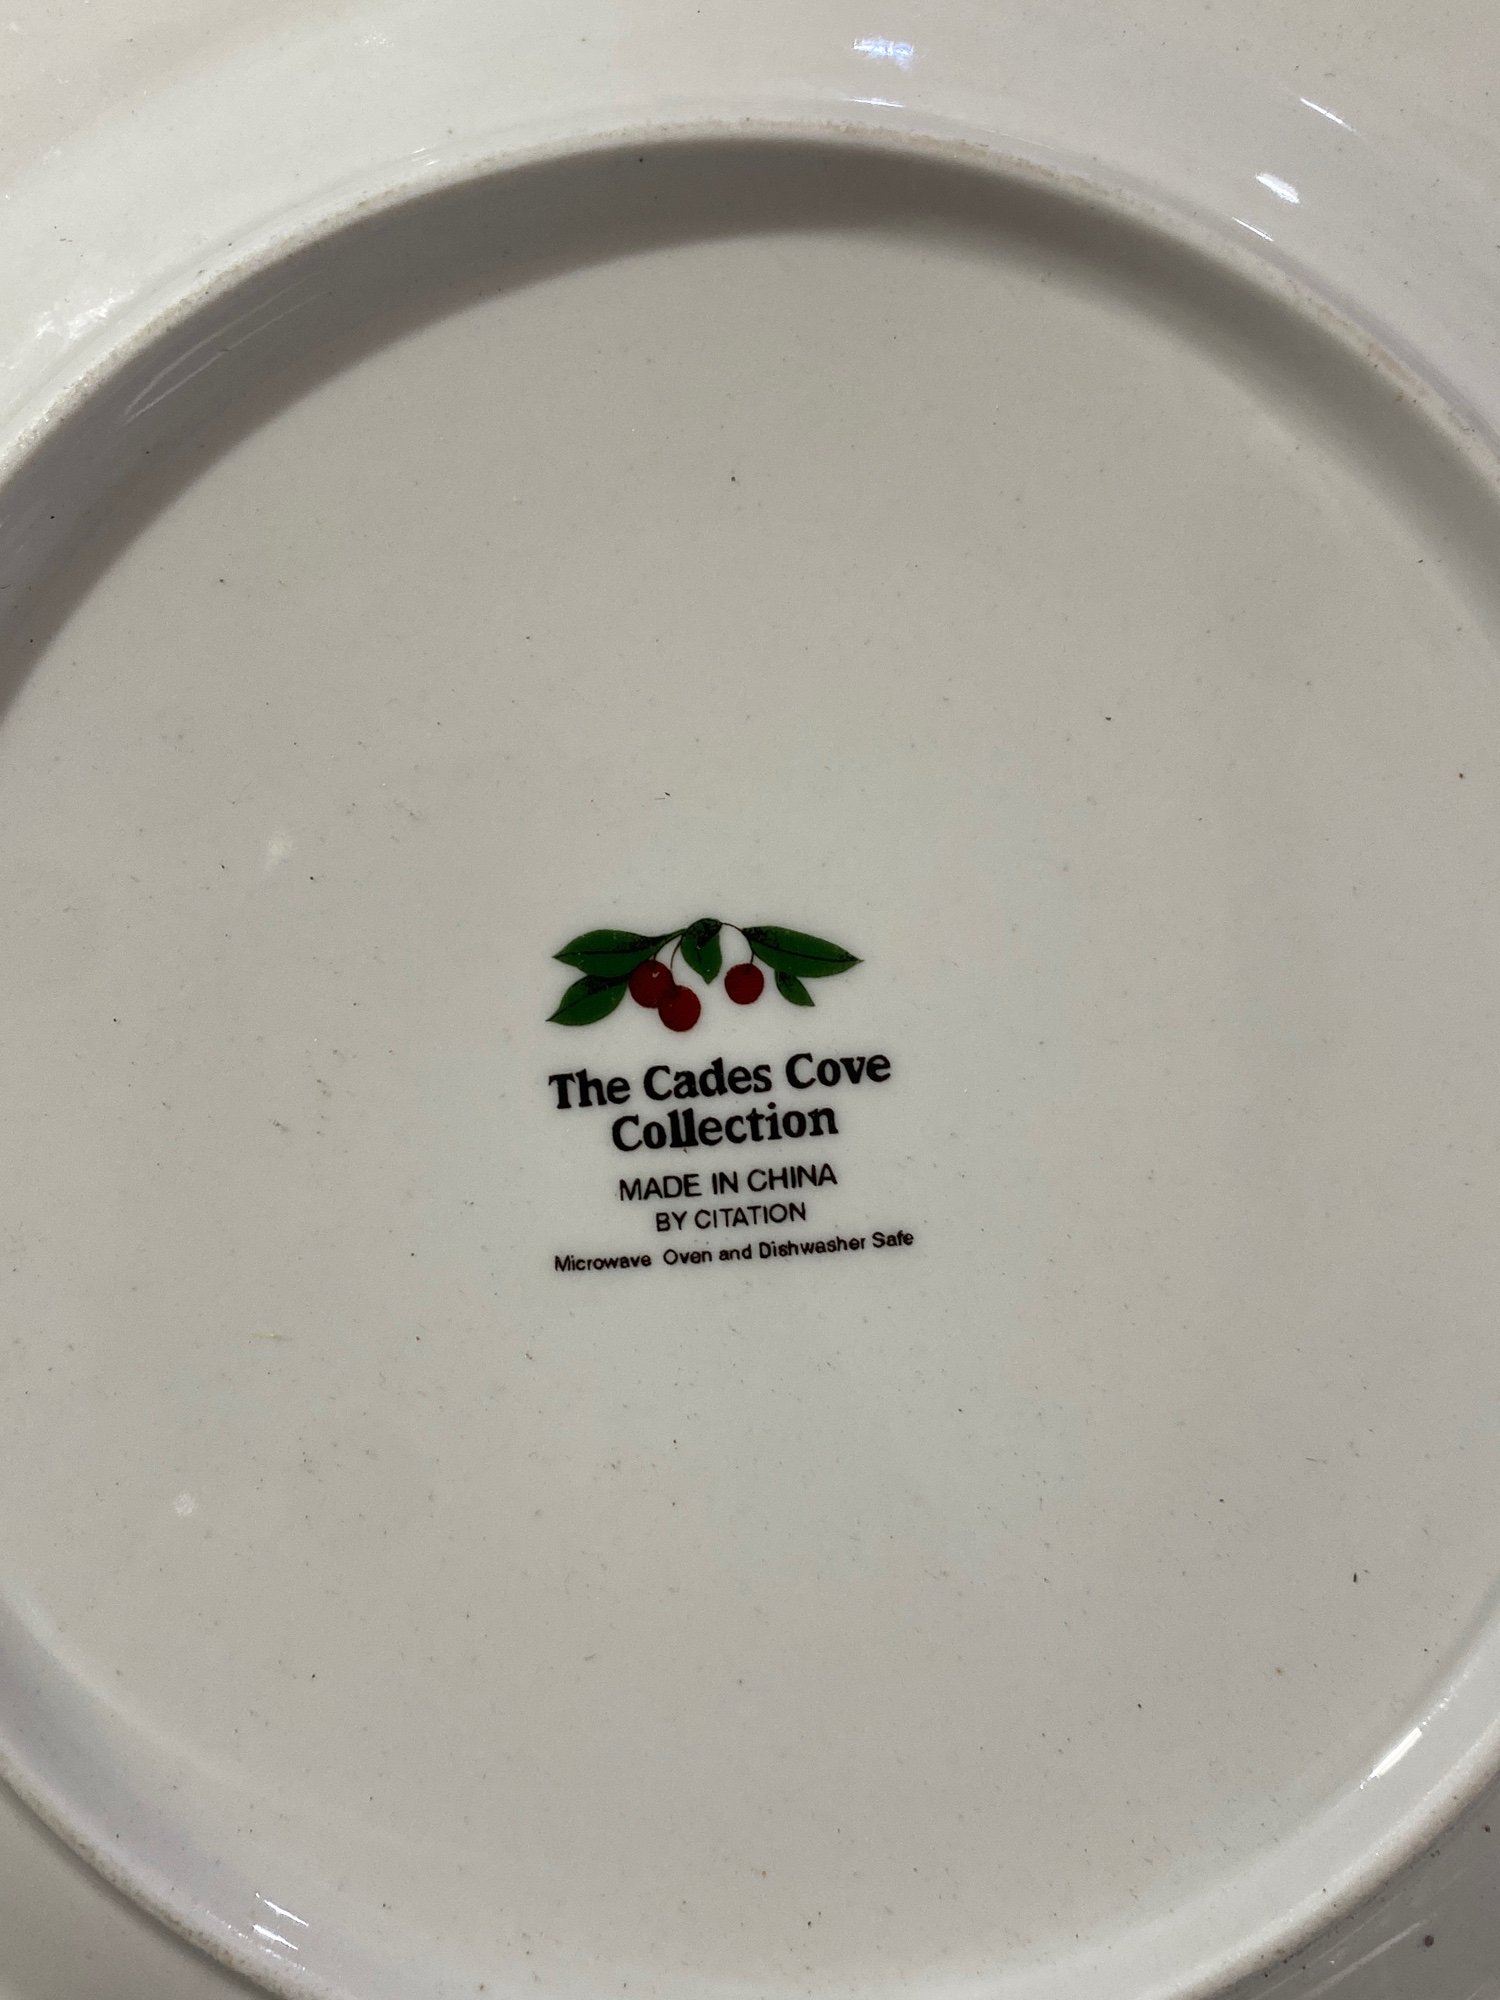 The Cades Cove
Collection
MADE IN CHINA
BY CITATION
Microwave Oven and Dishwasher Safe